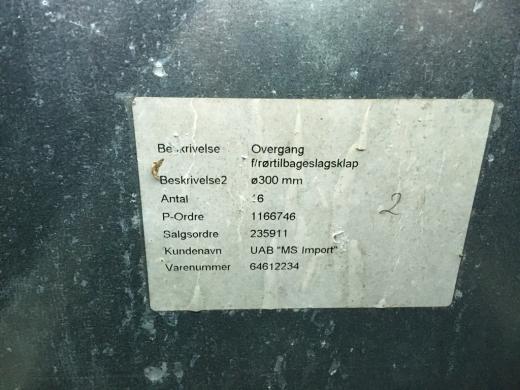 Beskrivelse Overgang
f/rørtilbageslagsklap
Beskrivelse2 ø300 mm
Antal
P-Ordre 1166746
Salgsordre 235911
Kundenavn UAB "MS Import"
Varenummer 64612234
2